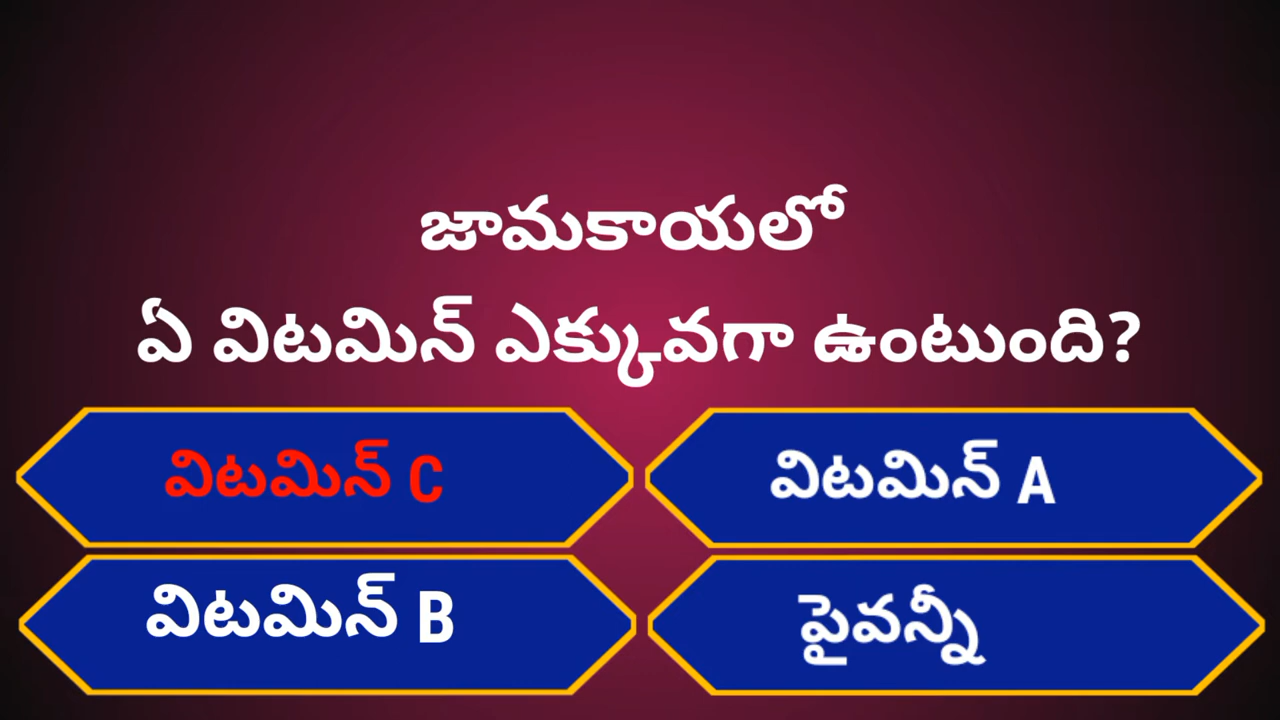 జామకాయలో
ఏ విటమిన్ ఎక్కువగా ఉంటుంది?
విటమిన్ C
విటమిన్ A
విటమిన్ B
పైవన్నీ